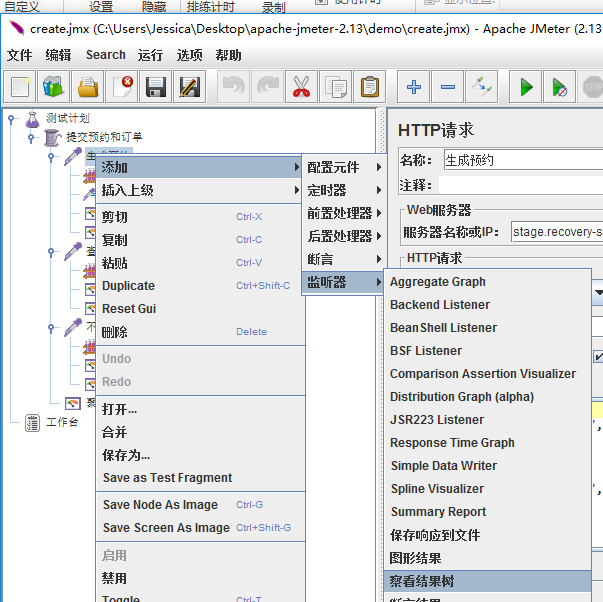 自定义 设置 隐藏 排练计时 录制 使用计时
create.jmx (C:\Users\Jessica\Desktop\apache-jmeter-2.13\demo\create.jmx) - Apache JMeter (2.13
文件 编辑 Search 运行 选项 帮助
STOP
测试计划
提交预约和订单
生成预约
查
不
聚
工作台
添加
插入上级
剪切 Ctrl-X
复制 Ctrl-C
粘贴 Ctrl-V
Duplicate Ctrl+Shift-C
Reset Gui
删除 Delete
Undo
Redo
打开...
合并
保存为...
Save as Test Fragment
Save Node As Image Ctrl-G
Save Screen As Image Ctrl+Shift-G
启用
禁用
Toggle Ctrl-T
配置元件
定时器
前置处理器
后置处理器
断言
监听器
HTTP请求
名称: 生成预约
注释:
Web服务器
服务器名称或IP: stage.recovery-s
HTTP请求
Aggregate Graph
Backend Listener
BeanShell Listener
BSF Listener
Comparison Assertion Visualizer
Distribution Graph (alpha)
JSR223 Listener
Response Time Graph
Simple Data Writer
Spline Visualizer
Summary Report
保存响应到文件
图形结果
察看结果树
断言结果